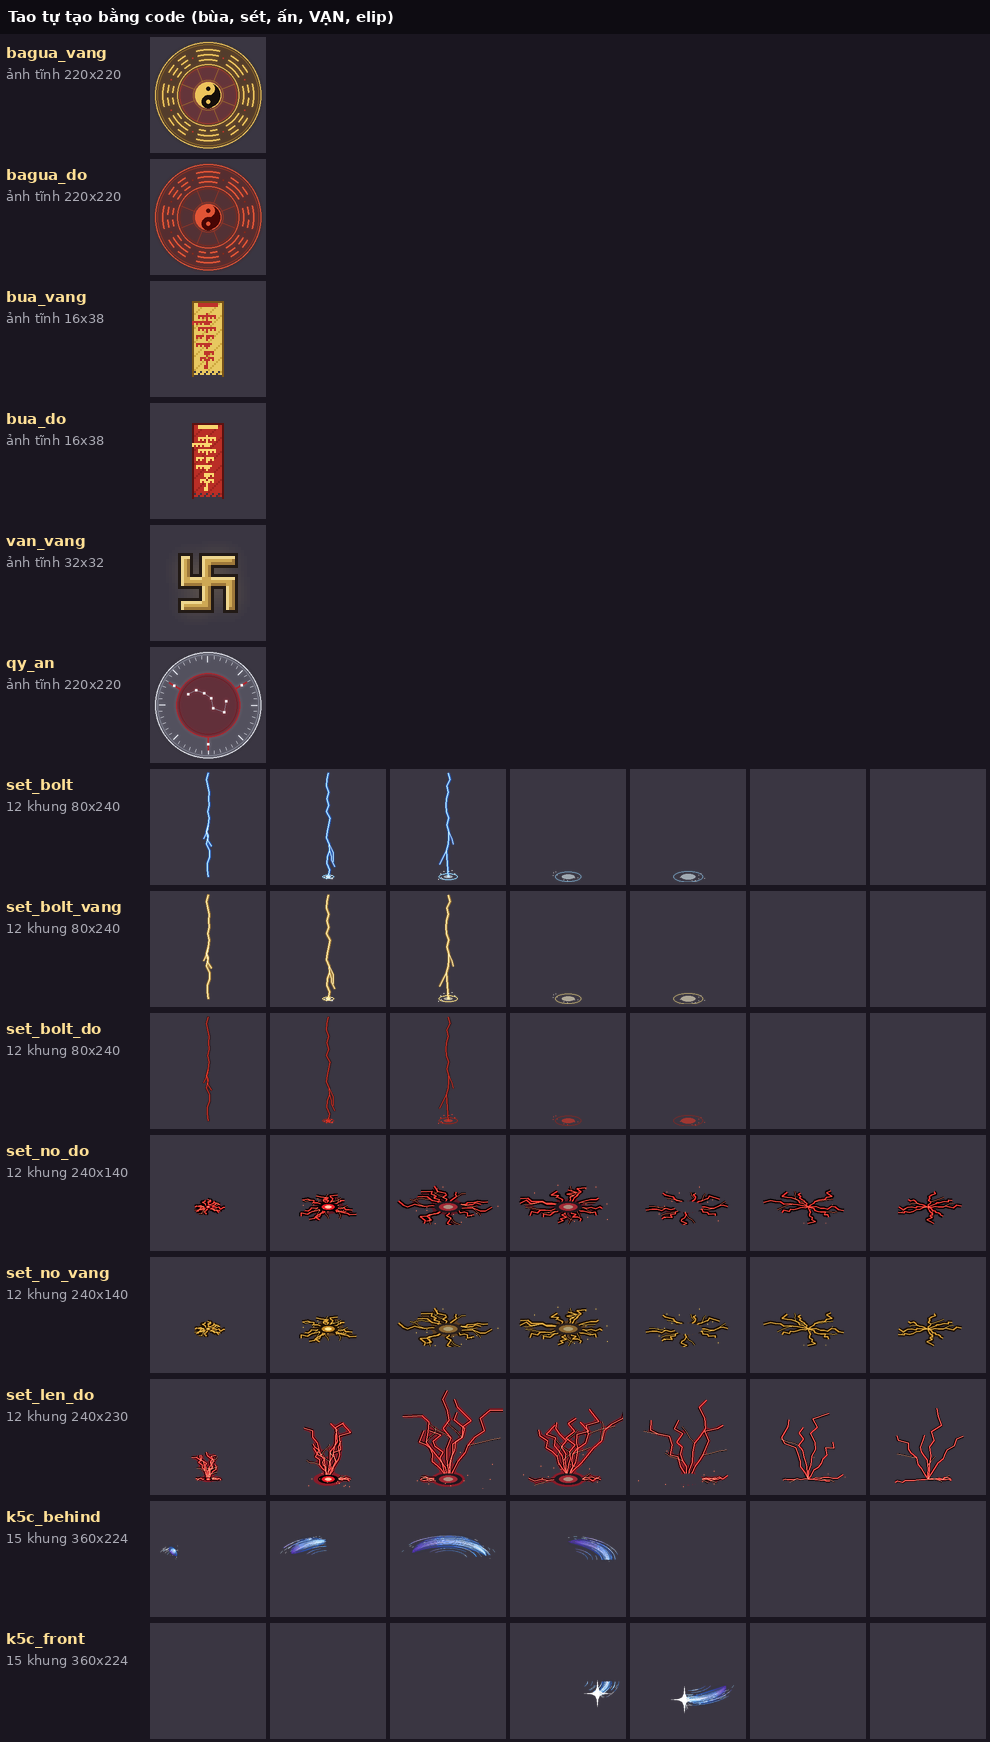 Tao tự tạo bằng code (bùa, sét, ấn, VẠN, elip)
bagua_vang
ảnh tĩnh 220x220
bagua_do
ảnh tĩnh 220x220
bua_vang
ảnh tĩnh 16x38
bua_do
ảnh tĩnh 16x38
van_vang
ảnh tĩnh 32x32
qy_an
ảnh tĩnh 220x220
set_bolt
12 khung 80x240
set_bolt_vang
12 khung 80x240
set_bolt_do
12 khung 80x240
set_no_do
12 khung 240x140
set_no_vang
12 khung 240x140
set_len_do
12 khung 240x230
k5c_behind
15 khung 360x224
k5c_front
15 khung 360x224